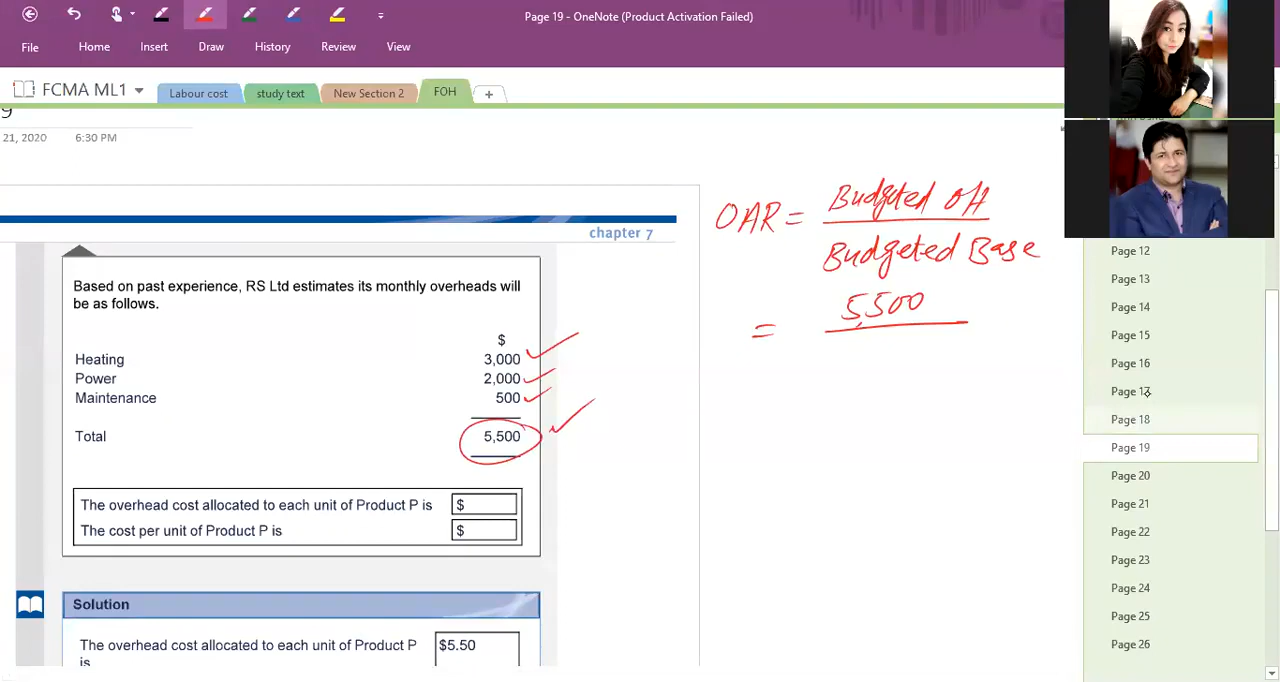 Page 19 - OneNote (Product Activation Failed)
File Home Insert Draw History Review View
FCMA ML1 Labour cost study text New Section 2 FOH +
9
21, 2020 6:30 PM
chapter 7
Based on past experience, RS Ltd estimates its monthly overheads will
be as follows.
$
Heating 3,000
Power 2,000
Maintenance 500
Total 5,500
The overhead cost allocated to each unit of Product P is $
The cost per unit of Product P is $
Solution
The overhead cost allocated to each unit of Product P $5.50
is
OAR = Budgeted OH
Budgeted Base
= 5,500
Page 12
Page 13
Page 14
Page 15
Page 16
Page 17
Page 18
Page 19
Page 20
Page 21
Page 22
Page 23
Page 24
Page 25
Page 26